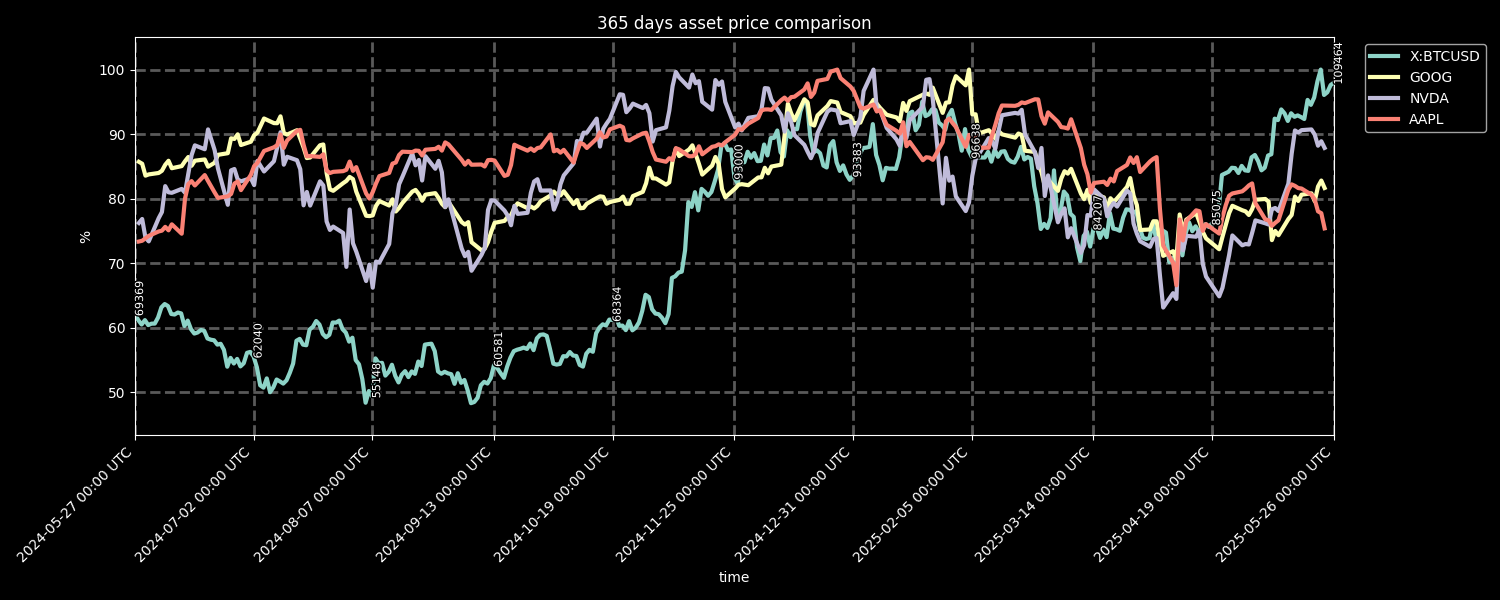 365 days asset price comparison
X:BTCUSD
GOOG
NVDA
AAPL
100
90
80
70
60
50
%
69369
62040
55148
60581
68364
93000
93383
96638
84207
85075
109464
2024-05-27 00:00 UTC
2024-07-02 00:00 UTC
2024-08-07 00:00 UTC
2024-09-13 00:00 UTC
2024-10-19 00:00 UTC
2024-11-25 00:00 UTC
2024-12-31 00:00 UTC
2025-02-05 00:00 UTC
2025-03-14 00:00 UTC
2025-04-19 00:00 UTC
2025-05-26 00:00 UTC
time